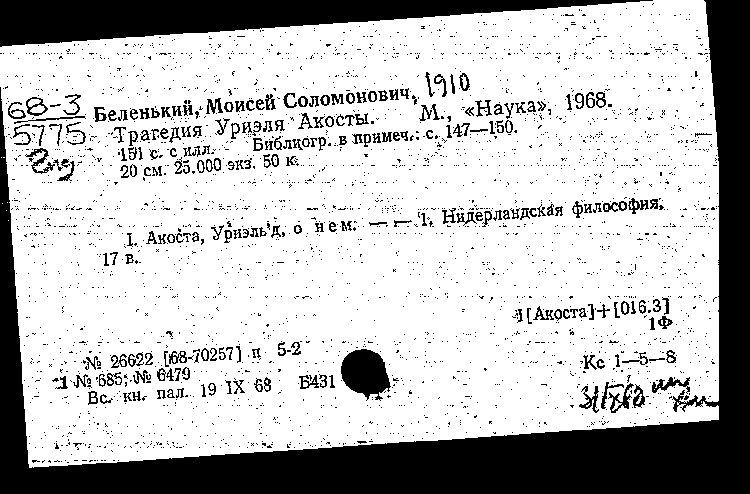 68-3
5775
Беленький, Моисей Соломонович, 1910
Трагедия Уриэля Акосты. М., «Наука», 1968.
151 с. с илл. Библиогр. в примеч.: с. 147—150.
20 см. 25.000 экз. 50 к.
1. Акоста, Уриэль д, о нем. — — 1. Нидерландская философия,
17 в.
1[Акоста]+[016.3]
1Ф
№ 26622 [68-70257] п 5-2
1 № 685; № 6479
Вс. кн. пал. 19 IX 68 Б431
Кс 1—5—8